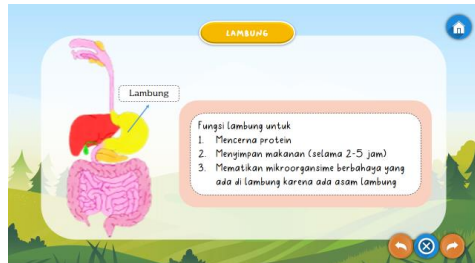 LAMBUNG
Lambung
Fungsi lambung untuk
1. Mencerna protein
2. Menyimpan makanan (selama 2-5 jam)
3. Mematikan mikroorgansime berbahaya yang
ada di lambung karena ada asam lambung